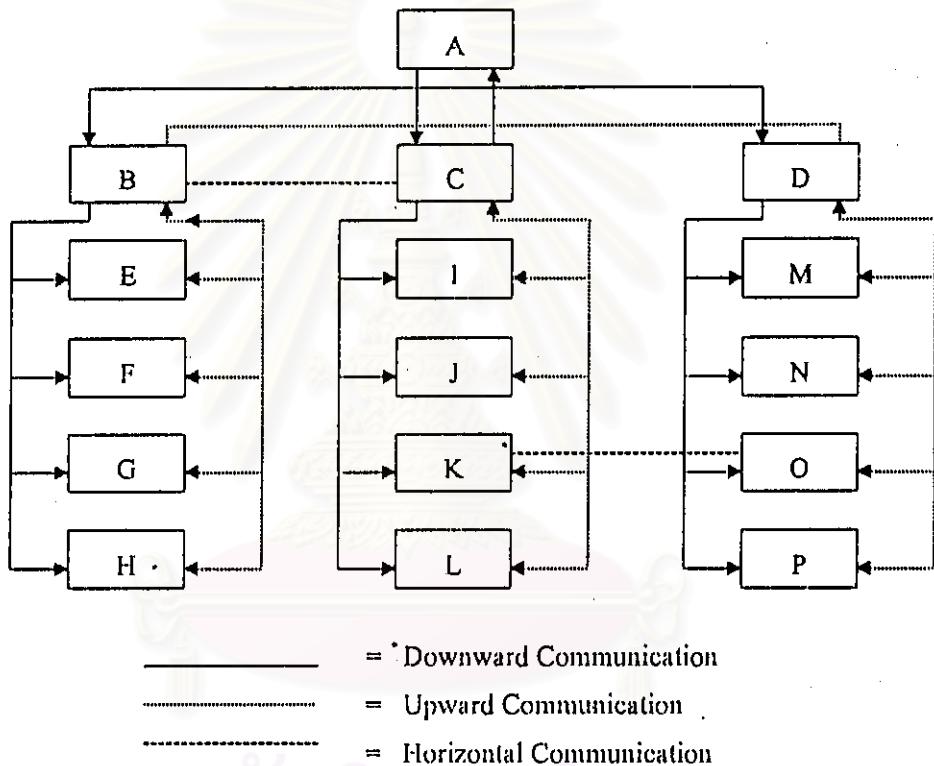 A
B C D
E I M
F J N
G K O
H L P
= Downward Communication
= Upward Communication
= Horizontal Communication